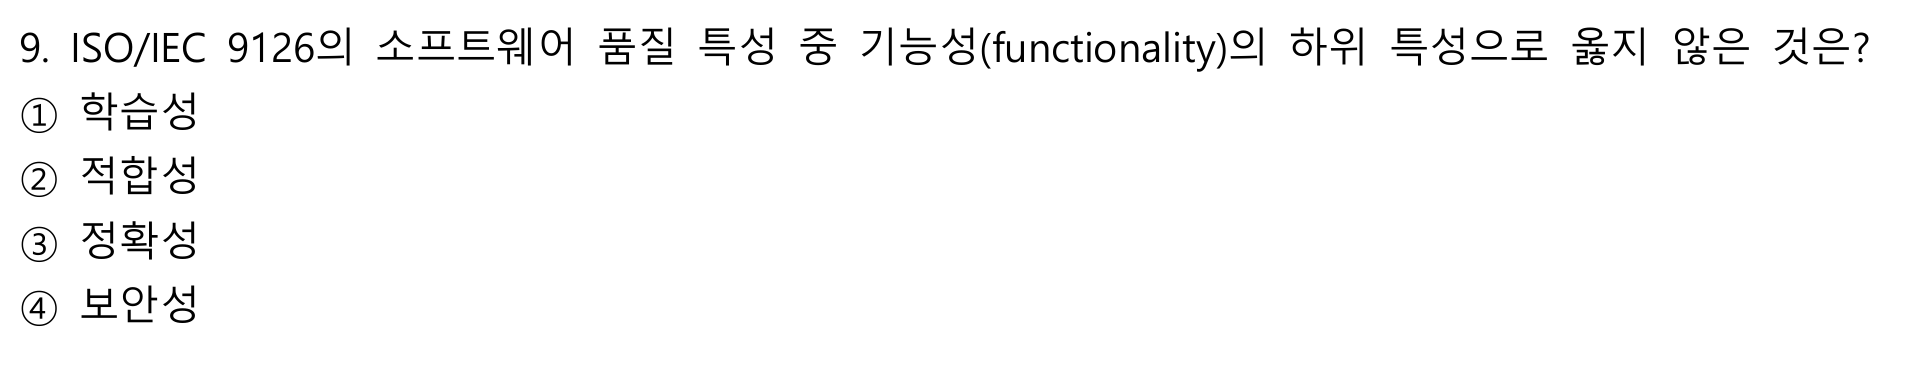 9. ISO/IEC 9126의 소프트웨어 품질 특성 중 기능성(functionality)의 하위 특성으로 옳지 않은 것은?
① 학습성
② 적합성
③ 정확성
④ 보안성